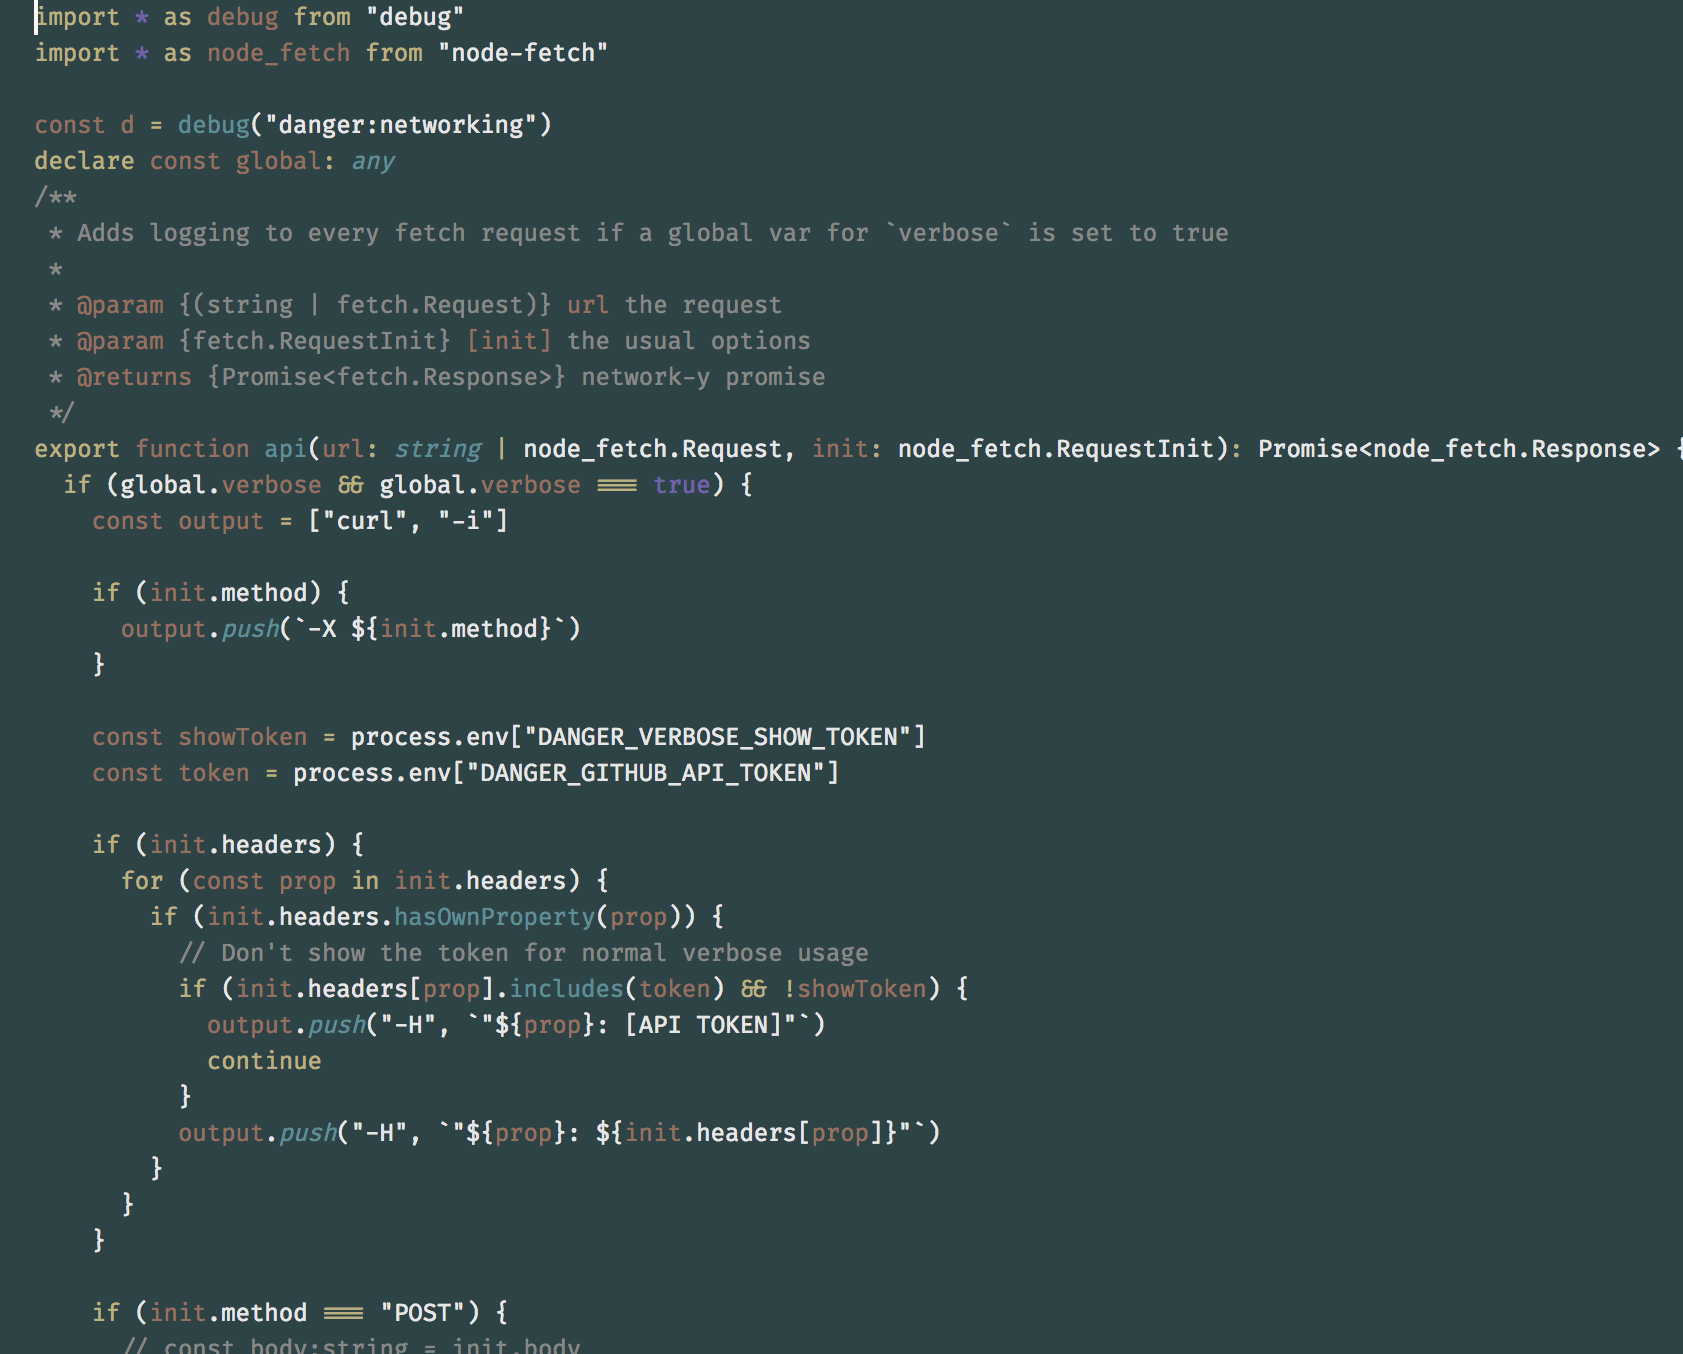 import * as debug from "debug"
import * as node_fetch from "node-fetch"

const d = debug("danger:networking")
declare const global: any
/**
 * Adds logging to every fetch request if a global var for `verbose` is set to true
 *
 * @param {(string | fetch.Request)} url the request
 * @param {fetch.RequestInit} [init] the usual options
 * @returns {Promise<fetch.Response>} network-y promise
 */
export function api(url: string | node_fetch.Request, init: node_fetch.RequestInit): Promise<node_fetch.Response> {
  if (global.verbose && global.verbose === true) {
    const output = ["curl", "-i"]

    if (init.method) {
      output.push(`-X ${init.method}`)
    }

    const showToken = process.env["DANGER_VERBOSE_SHOW_TOKEN"]
    const token = process.env["DANGER_GITHUB_API_TOKEN"]

    if (init.headers) {
      for (const prop in init.headers) {
        if (init.headers.hasOwnProperty(prop)) {
          // Don't show the token for normal verbose usage
          if (init.headers[prop].includes(token) && !showToken) {
            output.push("-H", `"${prop}: [API TOKEN]"`)
            continue
          }
          output.push("-H", `"${prop}: ${init.headers[prop]}"`)
        }
      }
    }

    if (init.method === "POST") {
      // const body:string = init.body